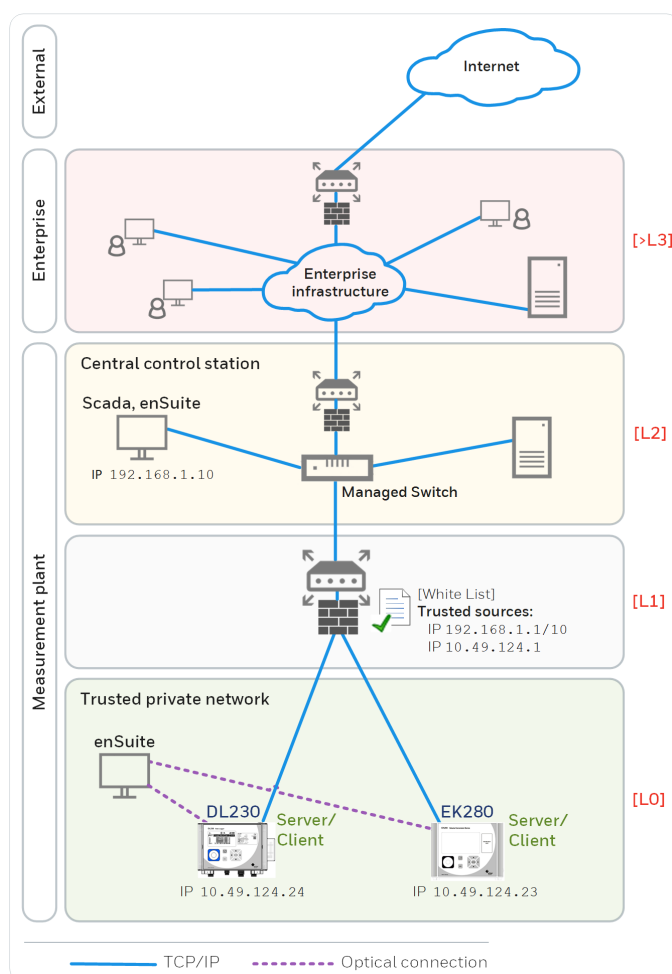 External
Internet
Enterprise
Enterprise
infrastructure
[>L3]
Measurement plant
Central control station
Scada, enSuite
IP 192.168.1.10
Managed Switch
[L2]
[White List]
Trusted sources:
IP 192.168.1.1/10
IP 10.49.124.1
[L1]
Trusted private network
enSuite
DL230
Server/
Client
IP 10.49.124.24
EK280
Server/
Client
IP 10.49.124.23
[L0]
TCP/IP
Optical connection